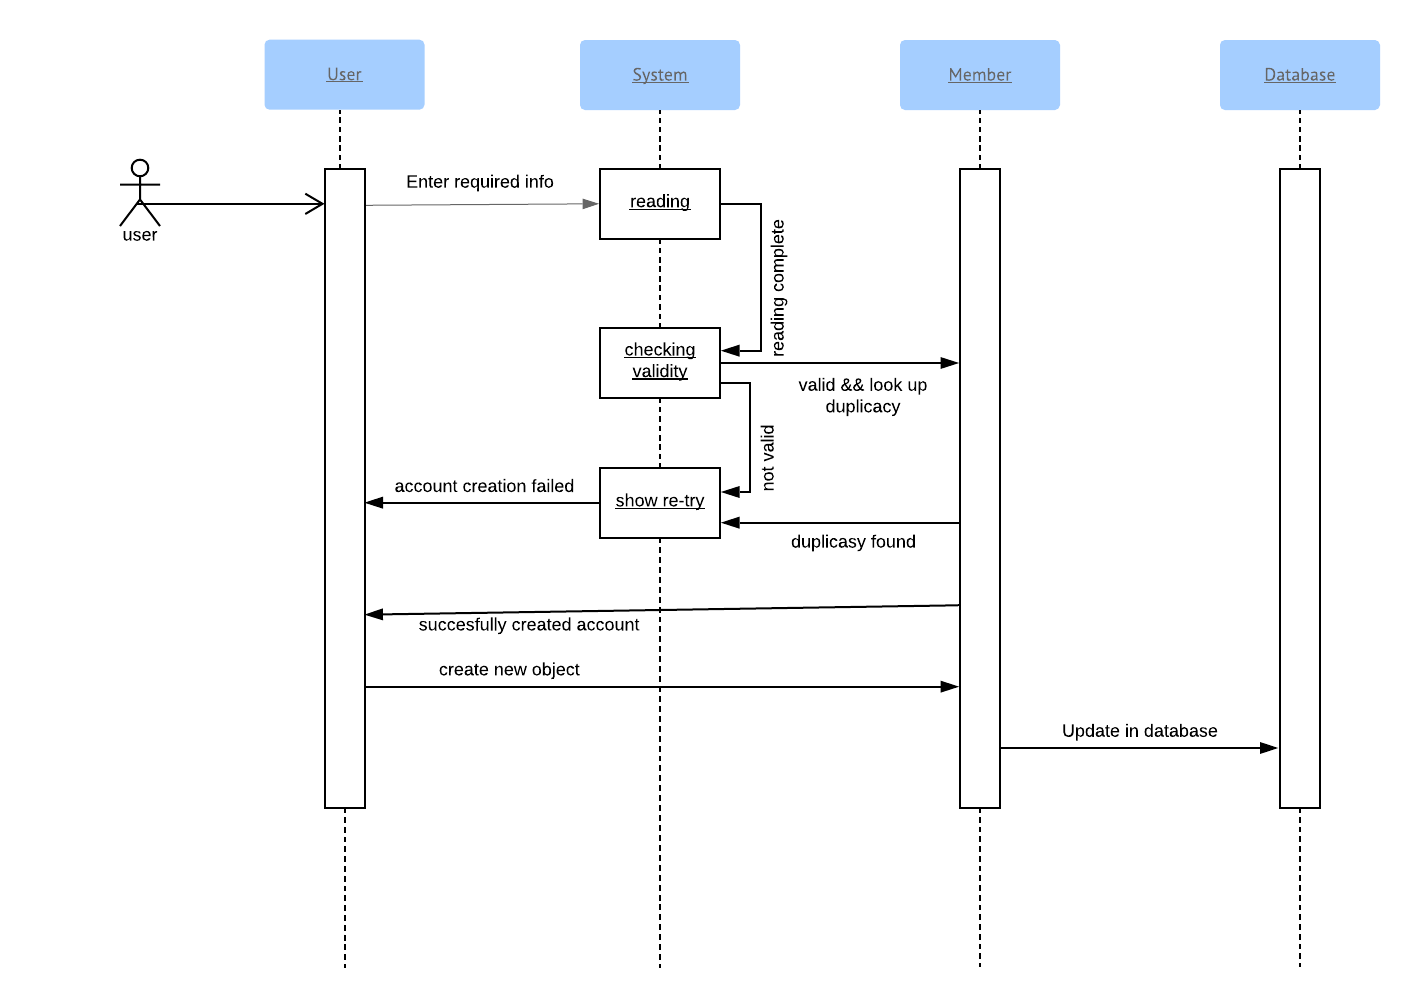 User
System
Member
Database
user
Enter required info
reading
reading complete
checking
validity
valid && look up
duplicacy
not valid
account creation failed
show re-try
duplicasy found
succesfully created account
create new object
Update in database